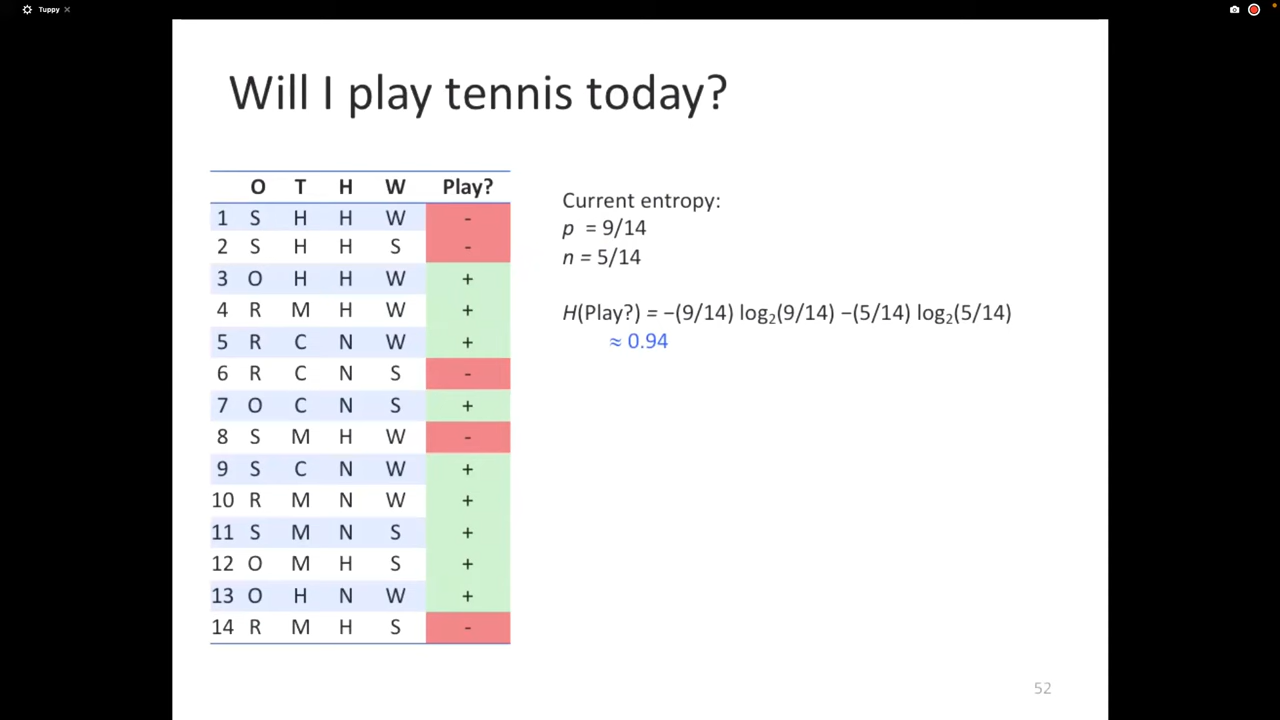 Tuppy
Will I play tennis today?
O T H W Play?
1 S H H W -
2 S H H S -
3 O H H W +
4 R M H W +
5 R C N W +
6 R C N S -
7 O C N S +
8 S M H W -
9 S C N W +
10 R M N W +
11 S M N S +
12 O M H S +
13 O H N W +
14 R M H S -
Current entropy:
p = 9/14
n = 5/14
H(Play?) = −(9/14) log₂(9/14) −(5/14) log₂(5/14)
≈ 0.94
52